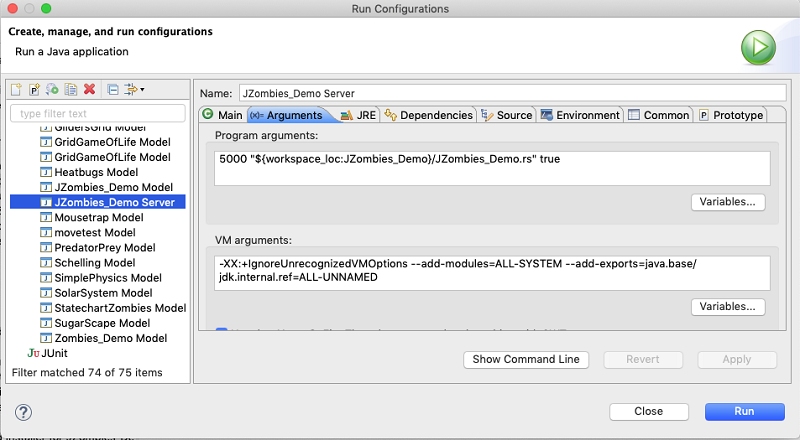 Run Configurations
Create, manage, and run configurations
Run a Java application
type filter text
GlidersGrid Model
GridGameOfLife Model
GridGameOfLife Model
Heatbugs Model
JZombies_Demo Model
JZombies_Demo Server
Mousetrap Model
movetest Model
PredatorPrey Model
Schelling Model
SimplePhysics Model
SolarSystem Model
StatechartZombies Model
SugarScape Model
Zombies_Demo Model
JUnit
Filter matched 74 of 75 items
Name: JZombies_Demo Server
Main Arguments JRE Dependencies Source Environment Common Prototype
Program arguments:
5000 "${workspace_loc:JZombies_Demo}/JZombies_Demo.rs" true
Variables...
VM arguments:
-XX:+IgnoreUnrecognizedVMOptions --add-modules=ALL-SYSTEM --add-exports=java.base/
jdk.internal.ref=ALL-UNNAMED
Variables...
Show Command Line Revert Apply
Close Run